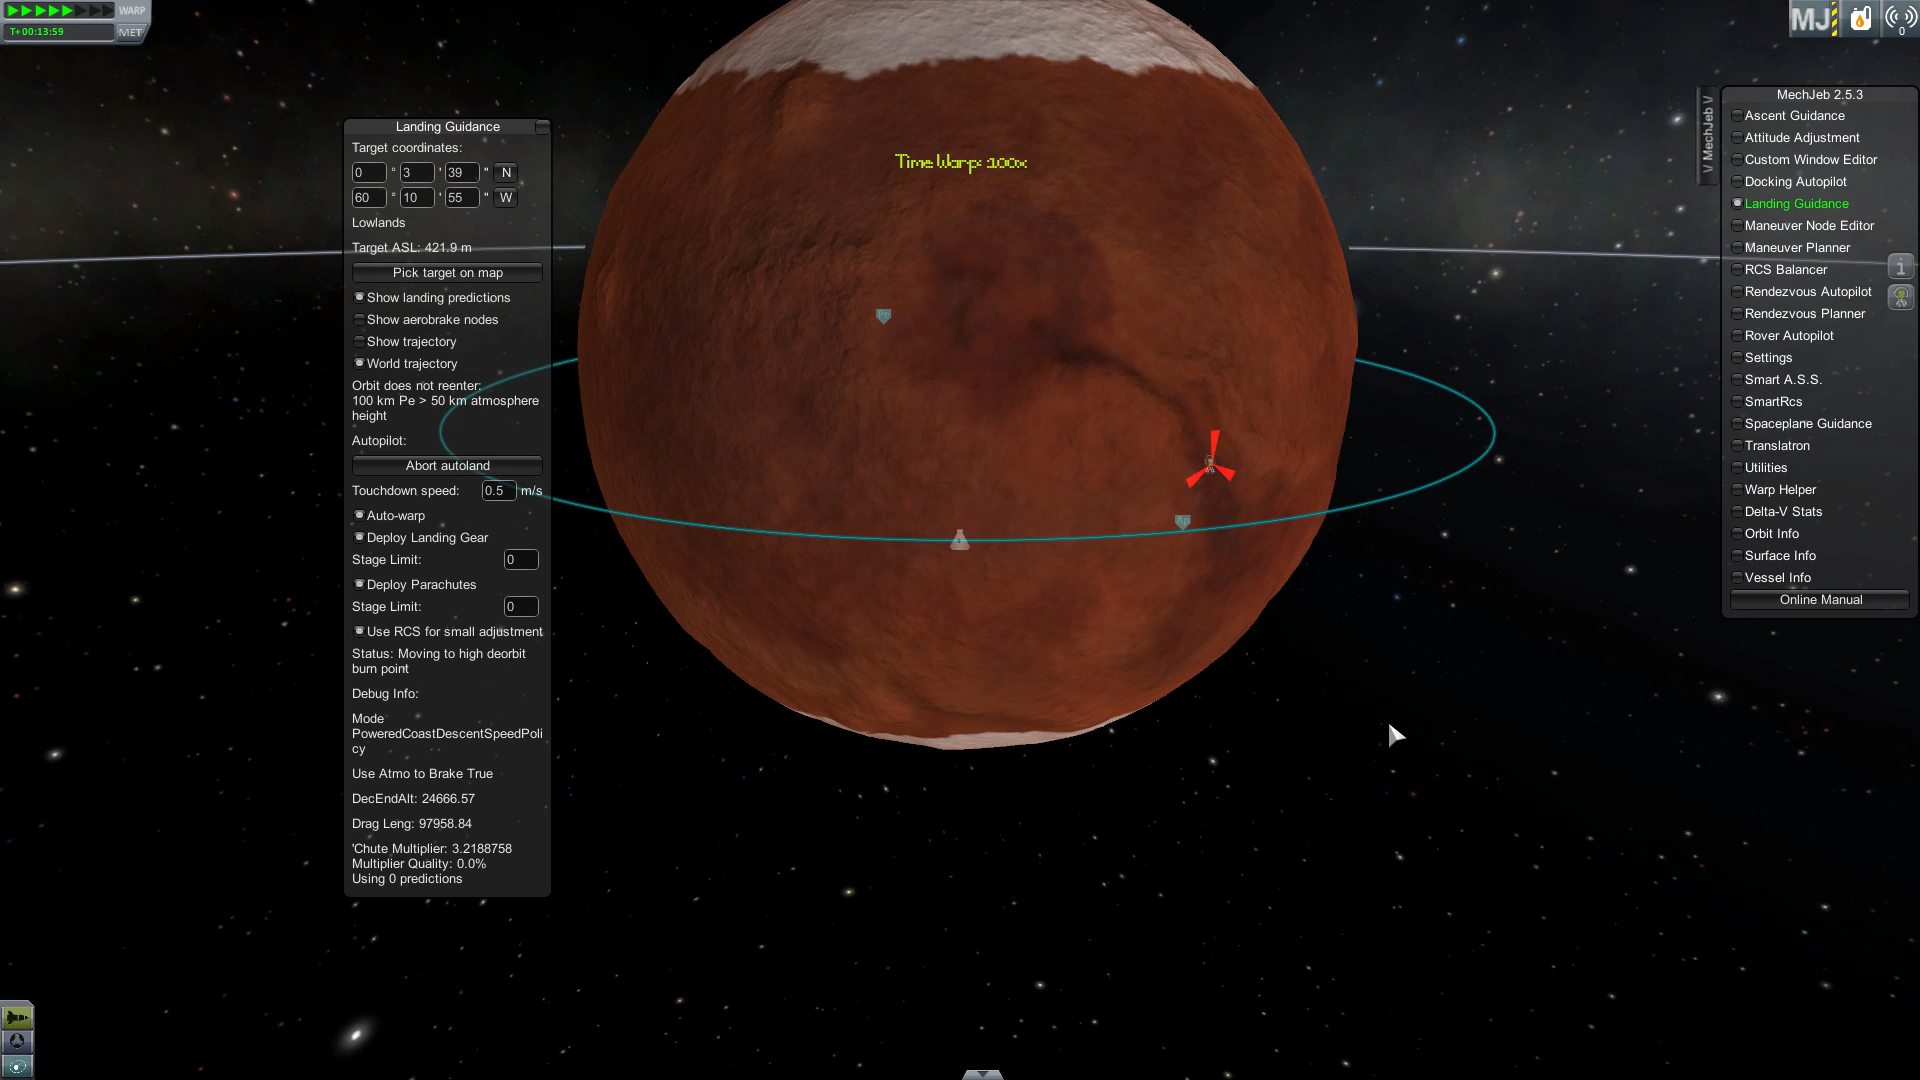 WARP
T+00:13:59
MET
Time Warp: 100x
Landing Guidance
Target coordinates:
0 ° 3 ' 39 " N
60 ° 10 ' 55 " W
Lowlands
Target ASL: 421.9 m
Pick target on map
Show landing predictions
Show aerobrake nodes
Show trajectory
World trajectory
Orbit does not reenter:
100 km Pe > 50 km atmosphere
height
Autopilot:
Abort autoland
Touchdown speed: 0.5 m/s
Auto-warp
Deploy Landing Gear
Stage Limit: 0
Deploy Parachutes
Stage Limit: 0
Use RCS for small adjustment
Status: Moving to high deorbit
burn point
Debug Info:
Mode
PoweredCoastDescentSpeedPoli
cy
Use Atmo to Brake True
DecEndAlt: 24666.57
Drag Leng: 97958.84
'Chute Multiplier: 3.2188758
Multiplier Quality: 0.0%
Using 0 predictions
Pe
Ap
MJ
0
V MechJeb V
MechJeb 2.5.3
Ascent Guidance
Attitude Adjustment
Custom Window Editor
Docking Autopilot
Landing Guidance
Maneuver Node Editor
Maneuver Planner
RCS Balancer
Rendezvous Autopilot
Rendezvous Planner
Rover Autopilot
Settings
Smart A.S.S.
SmartRcs
Spaceplane Guidance
Translatron
Utilities
Warp Helper
Delta-V Stats
Orbit Info
Surface Info
Vessel Info
Online Manual